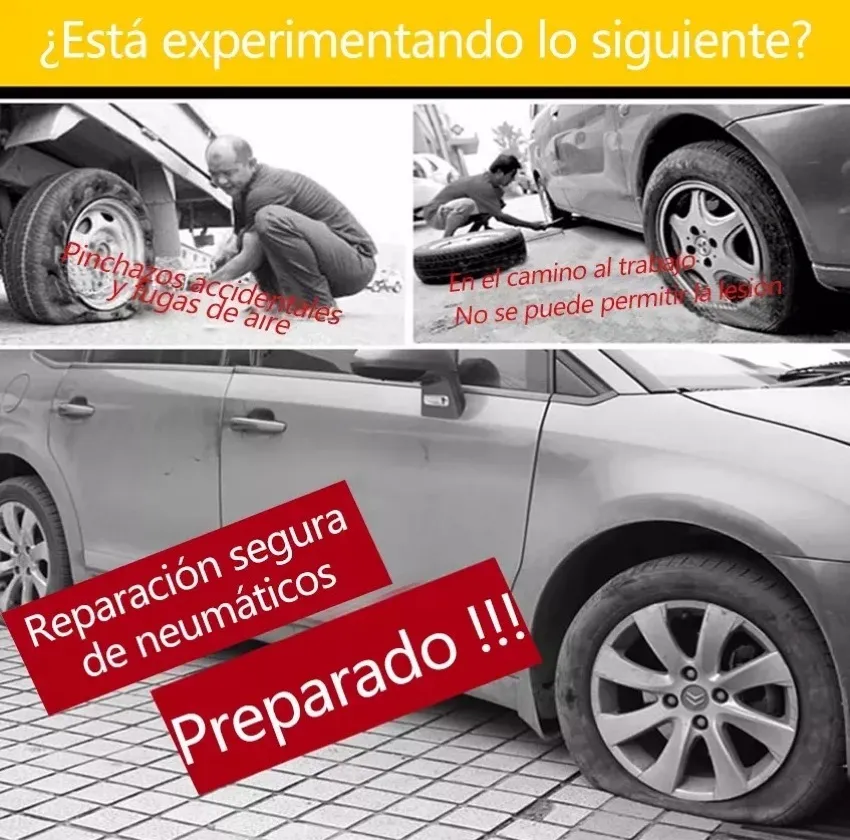 ¿Está experimentando lo siguiente?
Pinchazos accidentales
y fugas de aire
En el camino al trabajo
No se puede permitir la lesión
Reparación segura
de neumáticos
Preparado !!!